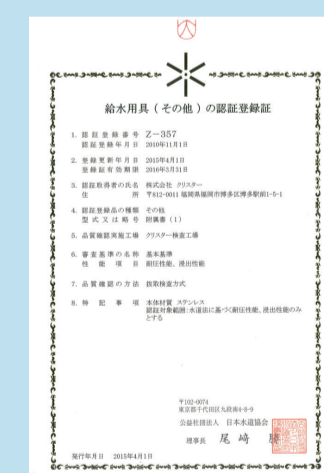 給水用具(その他)の認証登録証
1. 認証登録番号 Z-357
認証登録年月日 2010年11月1日
2. 登録更新年月日 2015年4月1日
登録証有効期限 2016年3月31日
3. 認証取得者の氏名 株式会社 クリスター
住所 〒812-0011 福岡県福岡市博多区博多駅前1-5-1
4. 認証登録品の種類 その他
型式又は略号 附属書(1)
5. 品質確認実施工場 クリスター検査工場
6. 審査基準の名称 基本基準
性能項目 耐圧性能、浸出性能
7. 品質確認の方法 抜取検査方式
8. 特記事項 本体材質 ステンレス
認証対象範囲:水道法に基づく耐圧性能、浸出性能のみ
とする
〒102-0074
東京都千代田区九段南4-8-9
公益社団法人 日本水道協会
理事長 尾﨑 勝
発行年月日 2015年4月1日